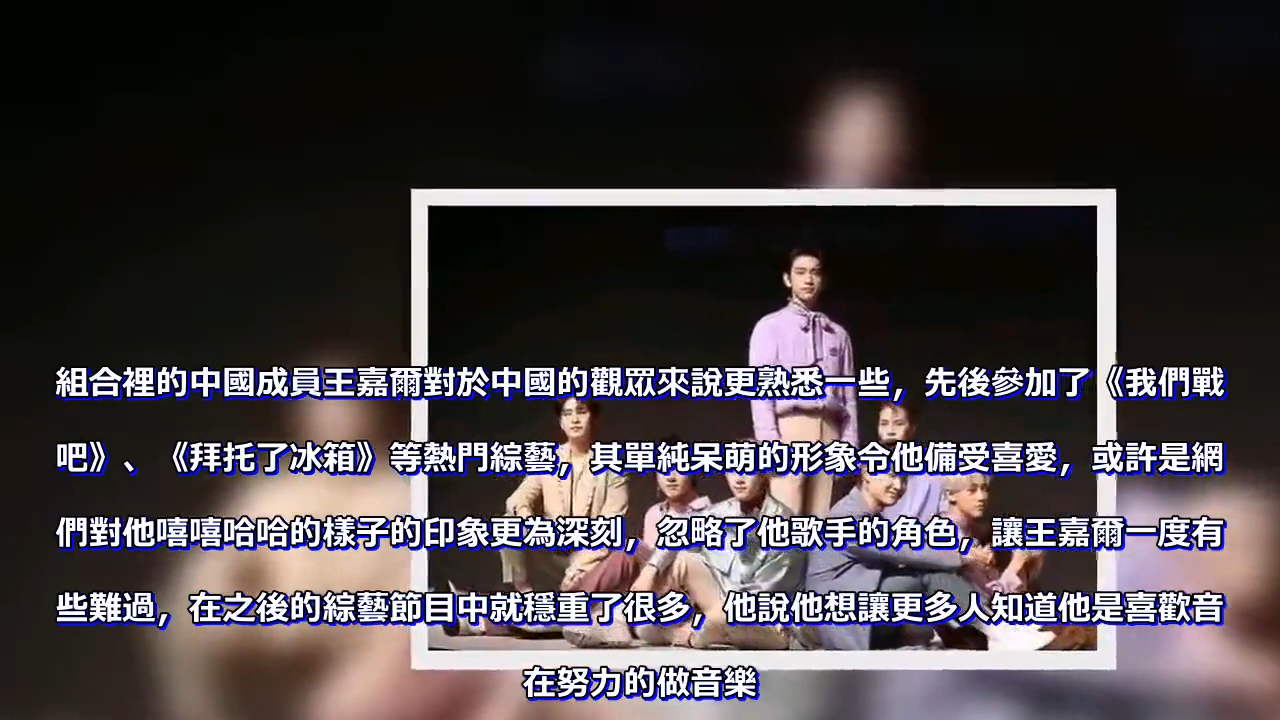 組合裡的中國成員王嘉爾對於中國的觀眾來說更熟悉一些，先後參加了《我們戰
吧》、《拜托了冰箱》等熱門綜藝，其單純呆萌的形象令他備受喜愛，或許是網
們對他嘻嘻哈哈的樣子的印象更為深刻，忽略了他歌手的角色，讓王嘉爾一度有
些難過，在之後的綜藝節目中就穩重了很多，他說他想讓更多人知道他是喜歡音
在努力的做音樂